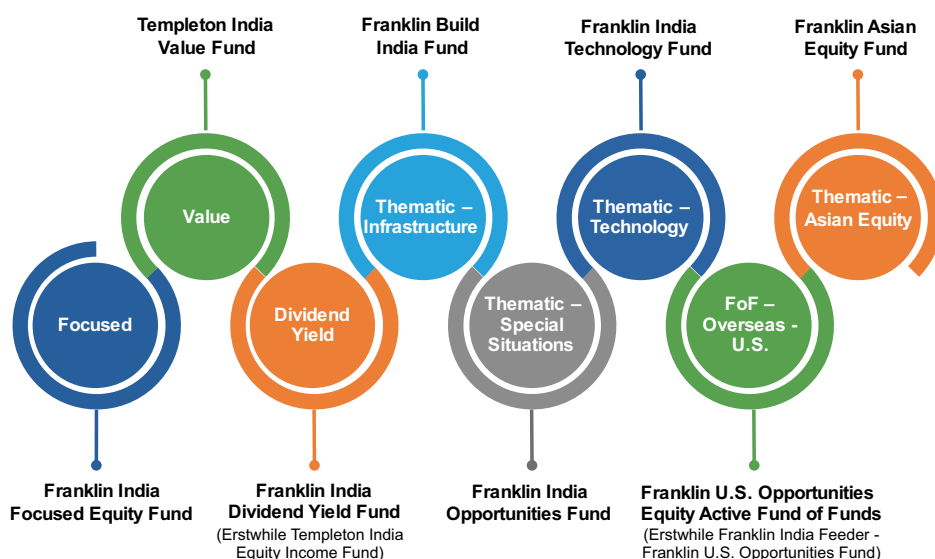 Templeton India
Value Fund
Franklin Build
India Fund
Franklin India
Technology Fund
Franklin Asian
Equity Fund
Value
Thematic –
Infrastructure
Thematic –
Technology
Thematic –
Asian Equity
Focused
Dividend
Yield
Thematic –
Special
Situations
FoF –
Overseas -
U.S.
Franklin India
Focused Equity Fund
Franklin India
Dividend Yield Fund
(Erstwhile Templeton India
Equity Income Fund)
Franklin India
Opportunities Fund
Franklin U.S. Opportunities
Equity Active Fund of Funds
(Erstwhile Franklin India Feeder -
Franklin U.S. Opportunities Fund)